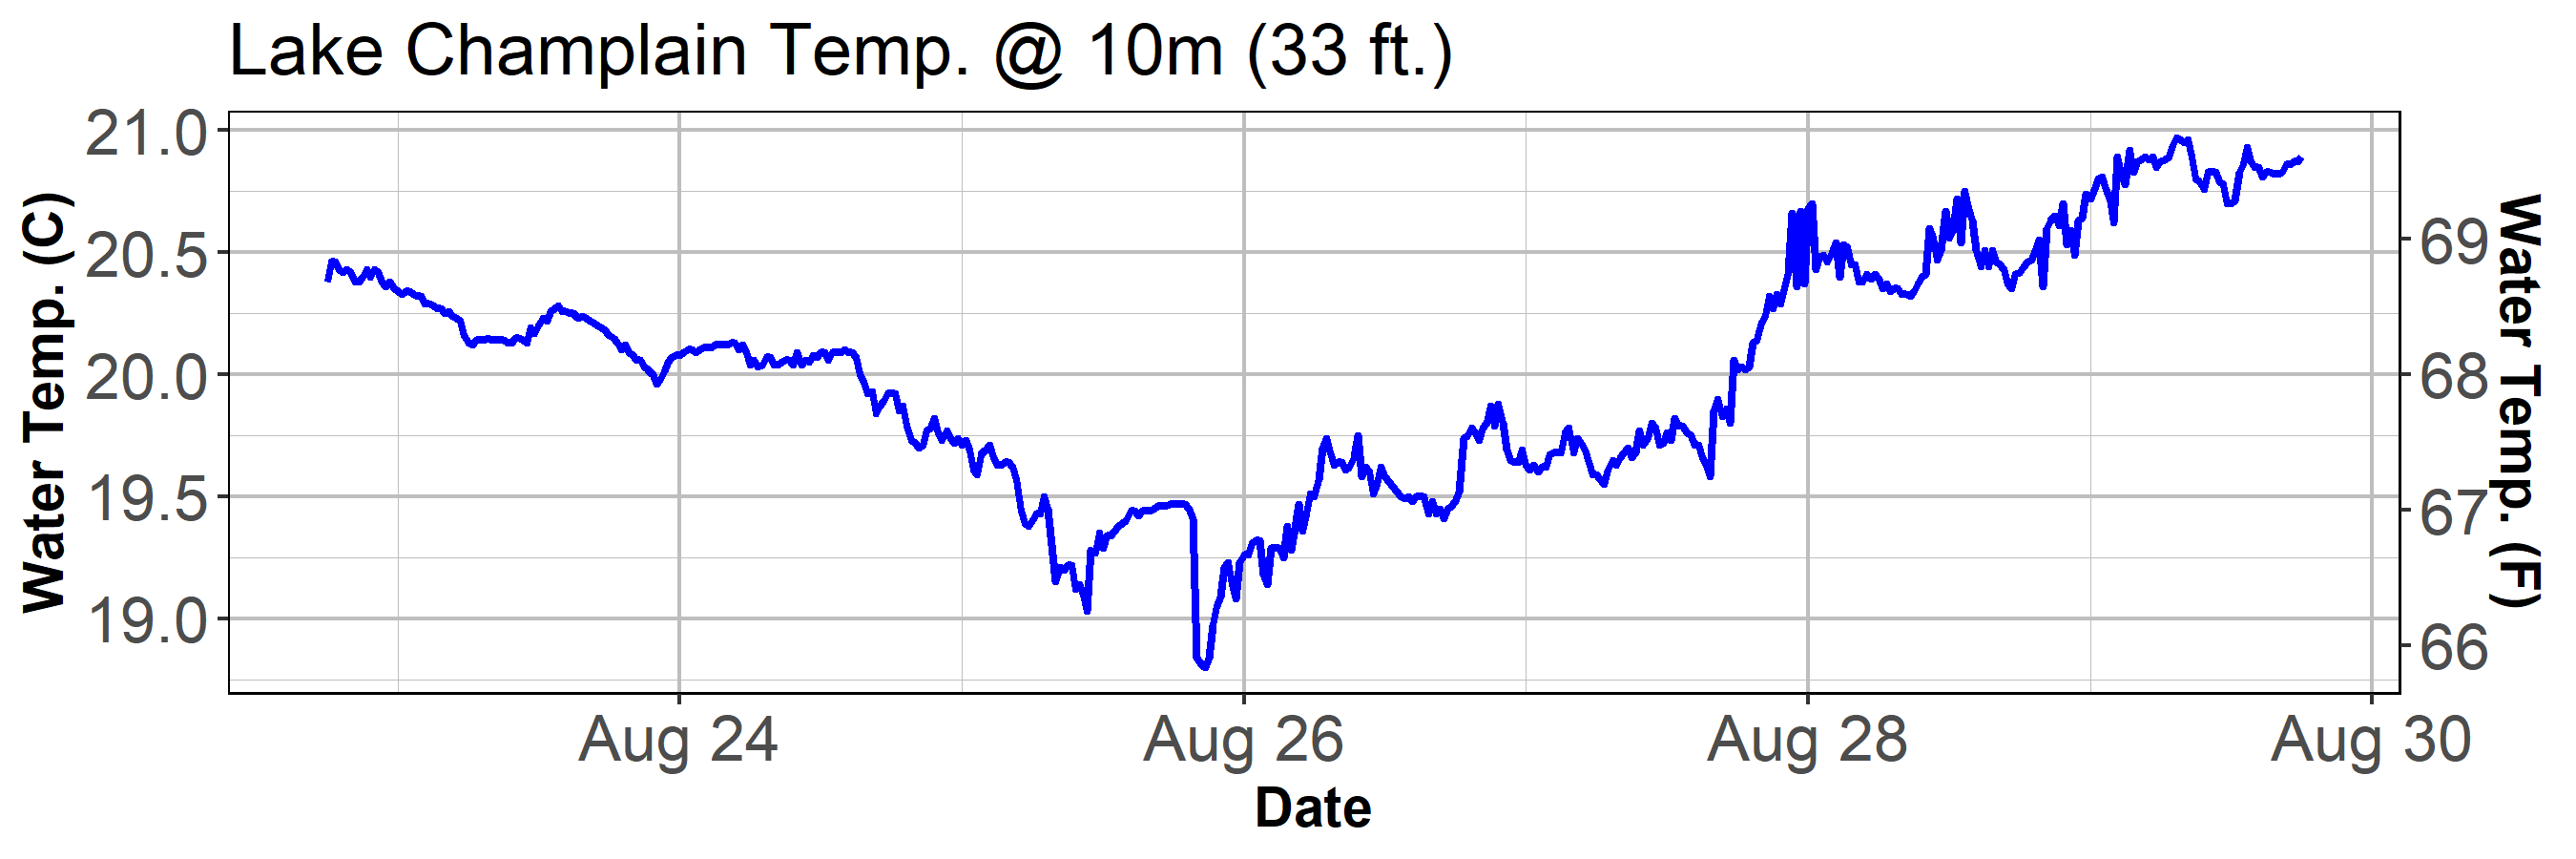 Lake Champlain Temp. @ 10m (33 ft.)
Water Temp. (C)
21.0
20.5
20.0
19.5
19.0
69
68
67
66
Water Temp. (F)
Aug 24
Aug 26
Aug 28
Aug 30
Date